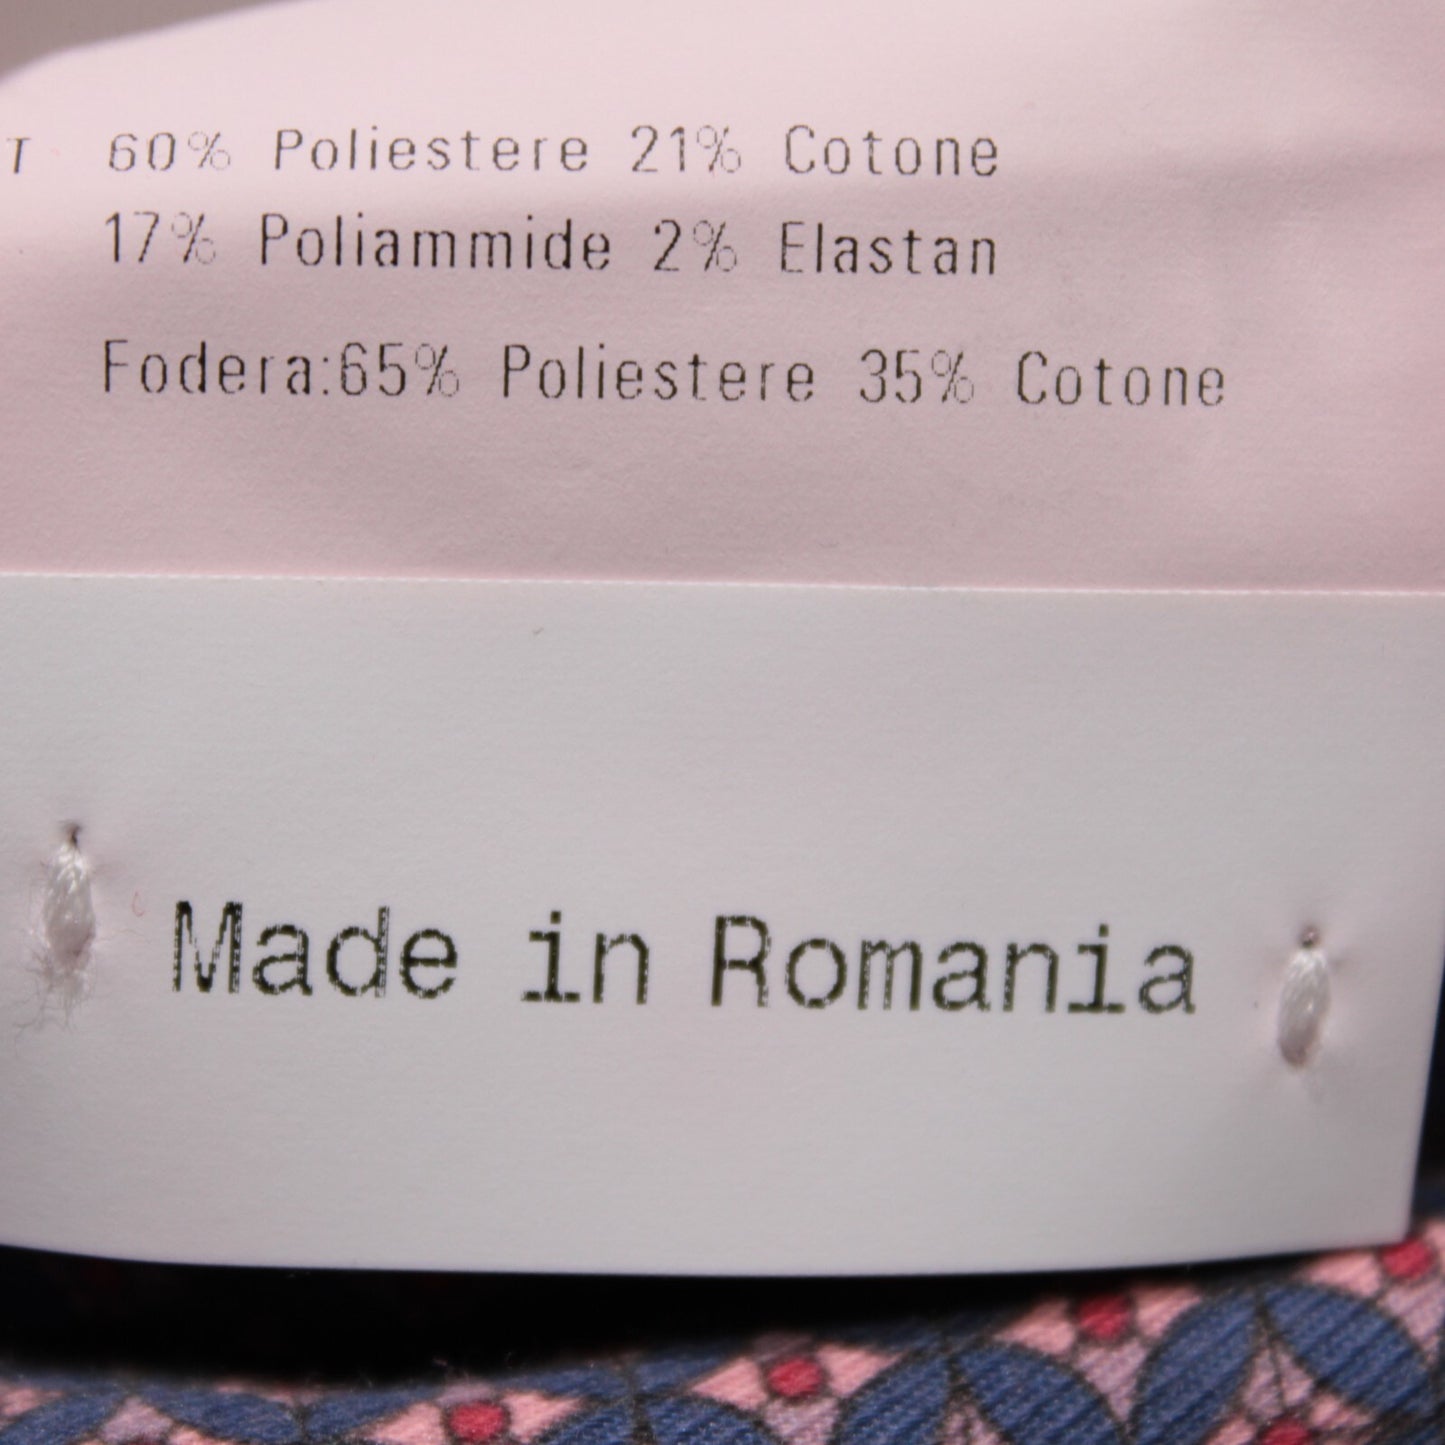 T 60% Poliestere 21% Cotone
17% Poliammide 2% Elastan
Fodera:65% Poliestere 35% Cotone
Made in Romania